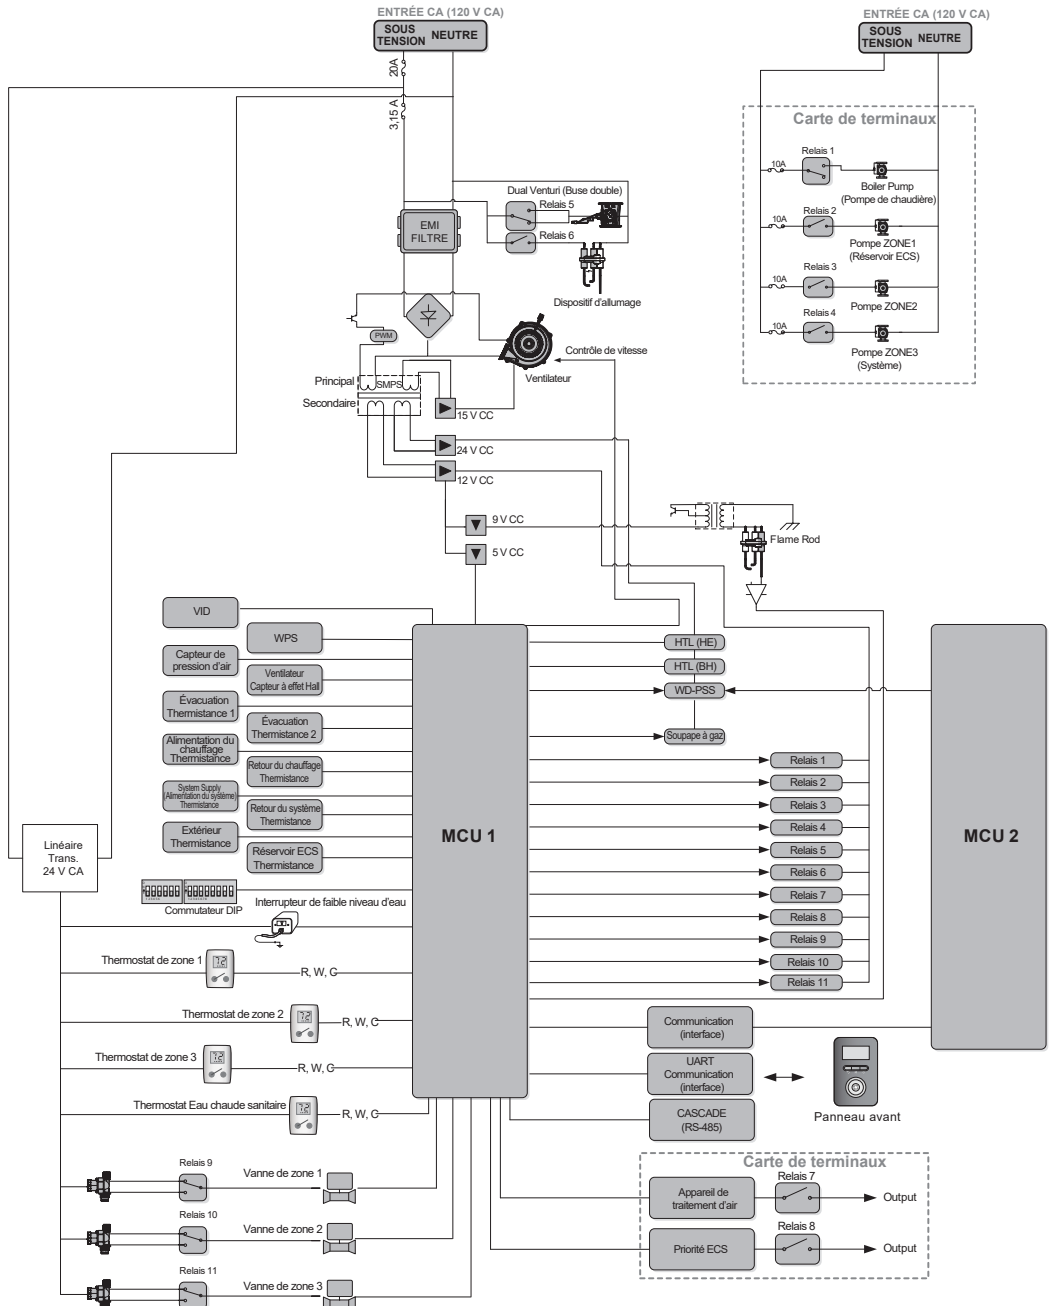 ENTRÉE CA (120 V CA)
SOUS TENSION NEUTRE
20A
3,15 A
ENTRÉE CA (120 V CA)
SOUS TENSION NEUTRE
Carte de terminaux
10A
Relais 1
Boiler Pump
(Pompe de chaudière)
10A
Relais 2
Pompe ZONE1
(Réservoir ECS)
10A
Relais 3
Pompe ZONE2
10A
Relais 4
Pompe ZONE3
(Système)
Dual Venturi (Buse double)
Relais 5
Relais 6
Dispositif d'allumage
EMI
FILTRE
PWM
Principal
SMPS
Secondaire
Contrôle de vitesse
Ventilateur
15 V CC
24 V CC
12 V CC
9 V CC
5 V CC
Flame Rod
VID
WPS
Capteur de
pression d'air
Ventilateur
Capteur à effet Hall
Évacuation
Thermistance 1
Évacuation
Thermistance 2
Alimentation du
chauffage
Thermistance
Retour du chauffage
Thermistance
System Supply
(Alimentation du système)
Thermistance
Retour du système
Thermistance
Extérieur
Thermistance
Réservoir ECS
Thermistance
Commutateur DIP
Interrupteur de faible niveau d'eau
Linéaire
Trans.
24 V CA
MCU 1
MCU 2
HTL (HE)
HTL (BH)
WD-PSS
Soupape à gaz
Relais 1
Relais 2
Relais 3
Relais 4
Relais 5
Relais 6
Relais 7
Relais 8
Relais 9
Relais 10
Relais 11
Thermostat de zone 1
R, W, C
Thermostat de zone 2
R, W, C
Thermostat de zone 3
R, W, C
Thermostat Eau chaude sanitaire
R, W, C
Communication
(interface)
UART
Communication
(interface)
CASCADE
(RS-485)
Panneau avant
Carte de terminaux
Appareil de
traitement d'air
Relais 7
Output
Priorité ECS
Relais 8
Output
Relais 9
Vanne de zone 1
Relais 10
Vanne de zone 2
Relais 11
Vanne de zone 3